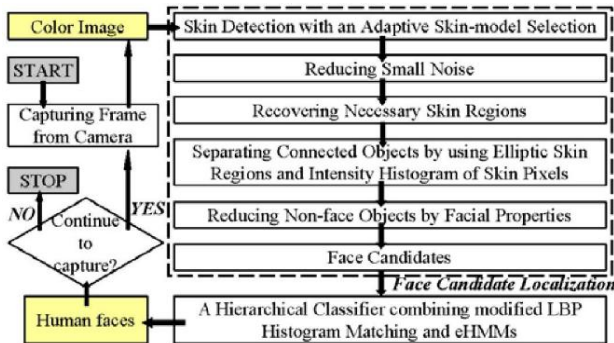 Color Image
Skin Detection with an Adaptive Skin-model Selection
START
Reducing Small Noise
Capturing Frame
from Camera
Recovering Necessary Skin Regions
Separating Connected Objects by using Elliptic Skin
Regions and Intensity Histogram of Skin Pixels
STOP
NO
YES
Continue
to
capture?
Reducing Non-face Objects by Facial Properties
Face Candidates
Face Candidate Localization
Human faces
A Hierarchical Classifier combining modified LBP
Histogram Matching and eHMMs